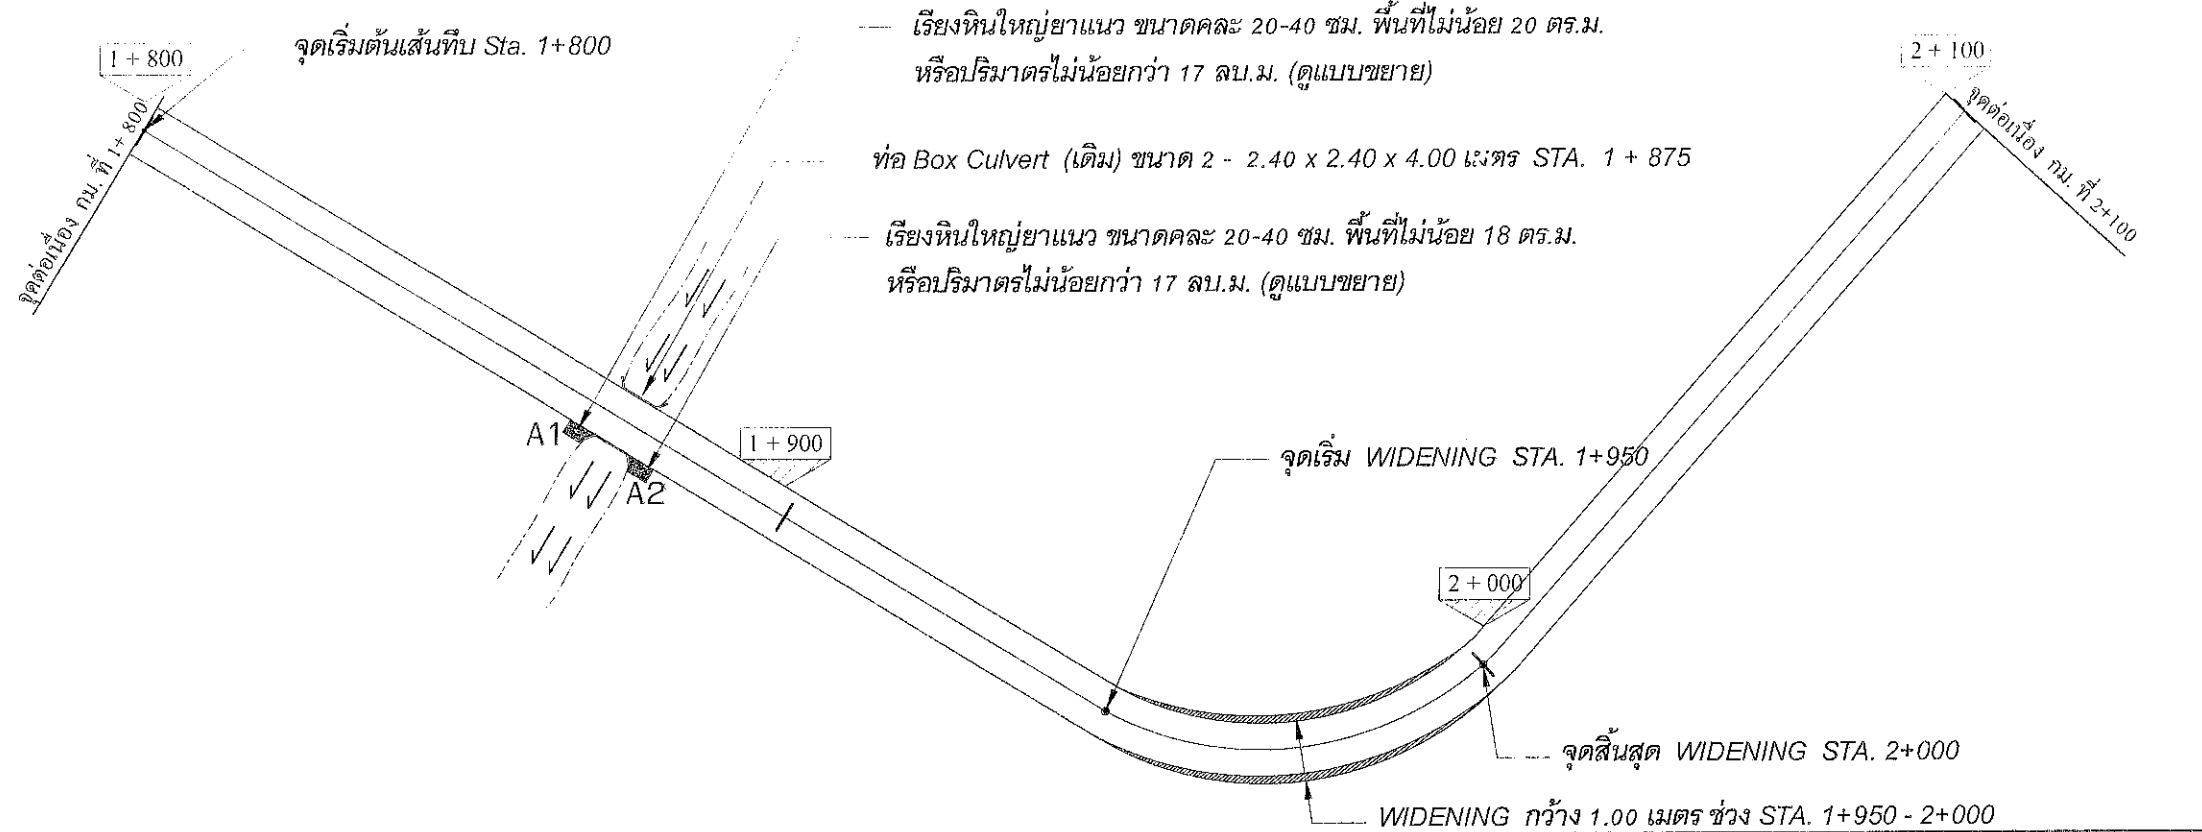 เรียงหินใหญ่ยาแนว ขนาดคละ 20-40 ซม. พื้นที่ไม่น้อย 20 ตร.ม.
หรือปริมาตรไม่น้อยกว่า 17 ลบ.ม. (ดูแบบขยาย)
จุดเริ่มต้นเส้นทึบ Sta. 1+800
1 + 800
2 + 100
จุดต่อเนื่อง กม. ที่ 1+ 800
จุดต่อเนื่อง กม. ที่ 2+100
ท่อ Box Culvert (เดิม) ขนาด 2 - 2.40 x 2.40 x 4.00 เมตร STA. 1 + 875
เรียงหินใหญ่ยาแนว ขนาดคละ 20-40 ซม. พื้นที่ไม่น้อย 18 ตร.ม.
หรือปริมาตรไม่น้อยกว่า 17 ลบ.ม. (ดูแบบขยาย)
A1
1 + 900
จุดเริ่ม WIDENING STA. 1+950
A2
2 + 000
จุดสิ้นสุด WIDENING STA. 2+000
WIDENING กว้าง 1.00 เมตร ช่วง STA. 1+950 - 2+000